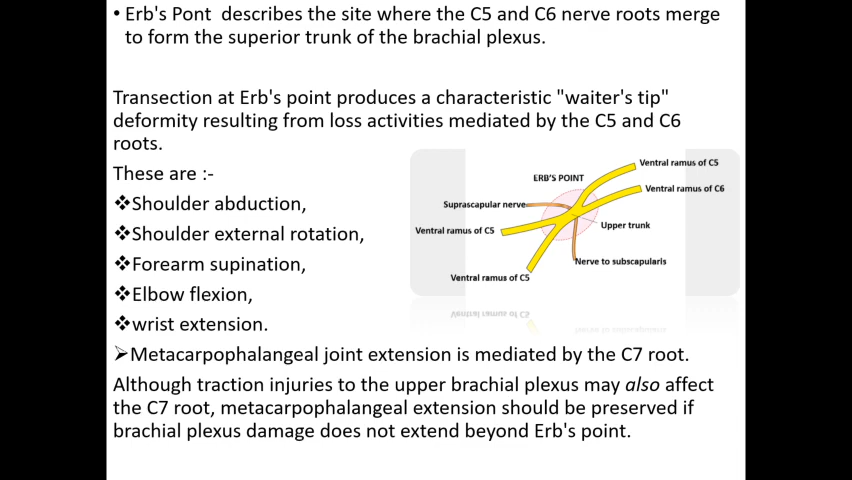 • Erb's Pont describes the site where the C5 and C6 nerve roots merge
to form the superior trunk of the brachial plexus.
Transection at Erb's point produces a characteristic "waiter's tip"
deformity resulting from loss activities mediated by the C5 and C6
roots.
These are :-
❖Shoulder abduction,
❖Shoulder external rotation,
❖Forearm supination,
❖Elbow flexion,
❖wrist extension.
Ventral ramus of C5
ERB'S POINT
Ventral ramus of C6
Suprascapular nerve
Upper trunk
Ventral ramus of C5
Nerve to subscapularis
Ventral ramus of C5
➢Metacarpophalangeal joint extension is mediated by the C7 root.
Although traction injuries to the upper brachial plexus may also affect
the C7 root, metacarpophalangeal extension should be preserved if
brachial plexus damage does not extend beyond Erb's point.